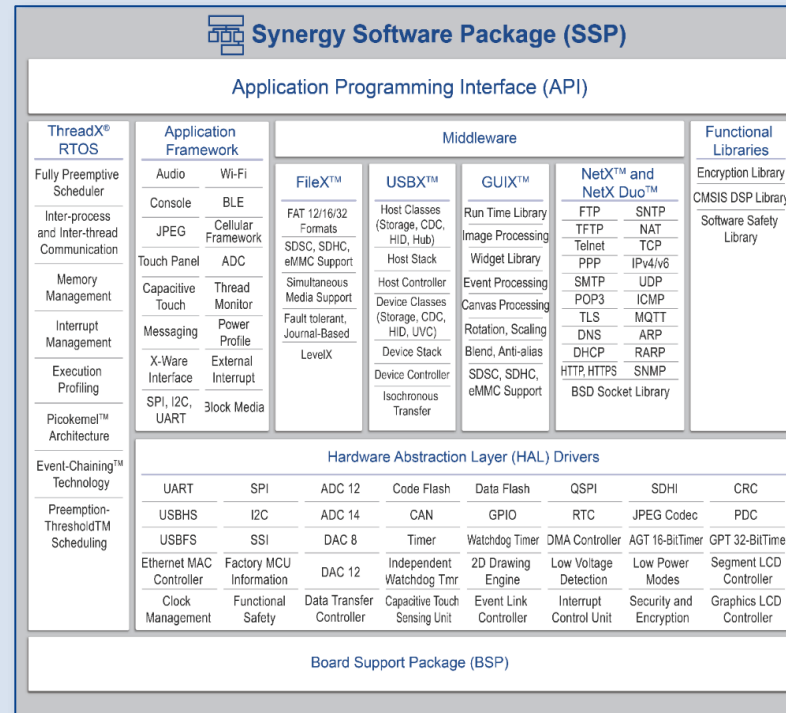 Synergy Software Package (SSP)
Application Programming Interface (API)
ThreadX®
RTOS
Fully Preemptive
Scheduler
Inter-process
and Inter-thread
Communication
Memory
Management
Interrupt
Management
Execution
Profiling
Picokernel™
Architecture
Event-Chaining™
Technology
Preemption-
ThresholdTM
Scheduling
Application
Framework
Audio Wi-Fi
Console BLE
JPEG Cellular
Framework
Touch Panel ADC
Capacitive
Touch
Thread
Monitor
Messaging Power
Profile
X-Ware
Interface
External
Interrupt
SPI, I2C,
UART
Block Media
Middleware
FileX™
FAT 12/16/32
Formats
SDSC, SDHC,
eMMC Support
Simultaneous
Media Support
Fault tolerant,
Journal-Based
LevelX
USBX™
Host Classes
(Storage, CDC,
HID, Hub)
Host Stack
Host Controller
Device Classes
(Storage, CDC,
HID, UVC)
Device Stack
Device Controller
Isochronous
Transfer
GUIX™
Run Time Library
Image Processing
Widget Library
Event Processing
Canvas Processing
Rotation, Scaling
Blend, Anti-alias
SDSC, SDHC,
eMMC Support
NetX™ and
NetX Duo™
FTP SNTP
TFTP NAT
Telnet TCP
PPP IPv4/v6
SMTP UDP
POP3 ICMP
TLS MQTT
DNS ARP
DHCP RARP
HTTP, HTTPS SNMP
BSD Socket Library
Functional
Libraries
Encryption Library
CMSIS DSP Library
Software Safety
Library
Hardware Abstraction Layer (HAL) Drivers
UART SPI ADC 12 Code Flash Data Flash QSPI SDHI CRC
USBHS I2C ADC 14 CAN GPIO RTC JPEG Codec PDC
USBFS SSI DAC 8 Timer Watchdog Timer DMA Controller AGT 16-BitTimer GPT 32-BitTime
Ethernet MAC
Controller
Factory MCU
Information
DAC 12
Independent
Watchdog Tmr
2D Drawing
Engine
Low Voltage
Detection
Low Power
Modes
Segment LCD
Controller
Clock
Management
Functional
Safety
Data Transfer
Controller
Capacitive Touch
Sensing Unit
Event Link
Controller
Interrupt
Control Unit
Security and
Encryption
Graphics LCD
Controller
Board Support Package (BSP)